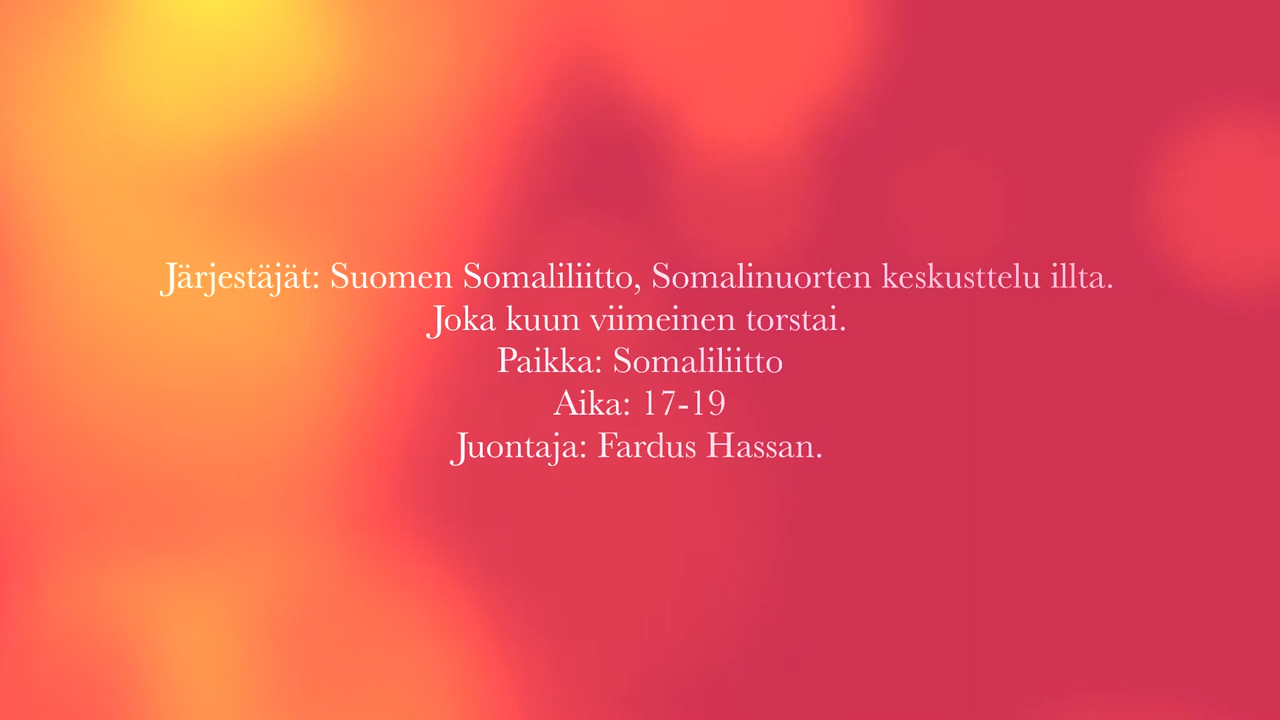 Järjestäjät: Suomen Somaliliitto, Somalinuorten keskusttelu illta.
Joka kuun viimeinen torstai.
Paikka: Somaliliitto
Aika: 17-19
Juontaja: Fardus Hassan.